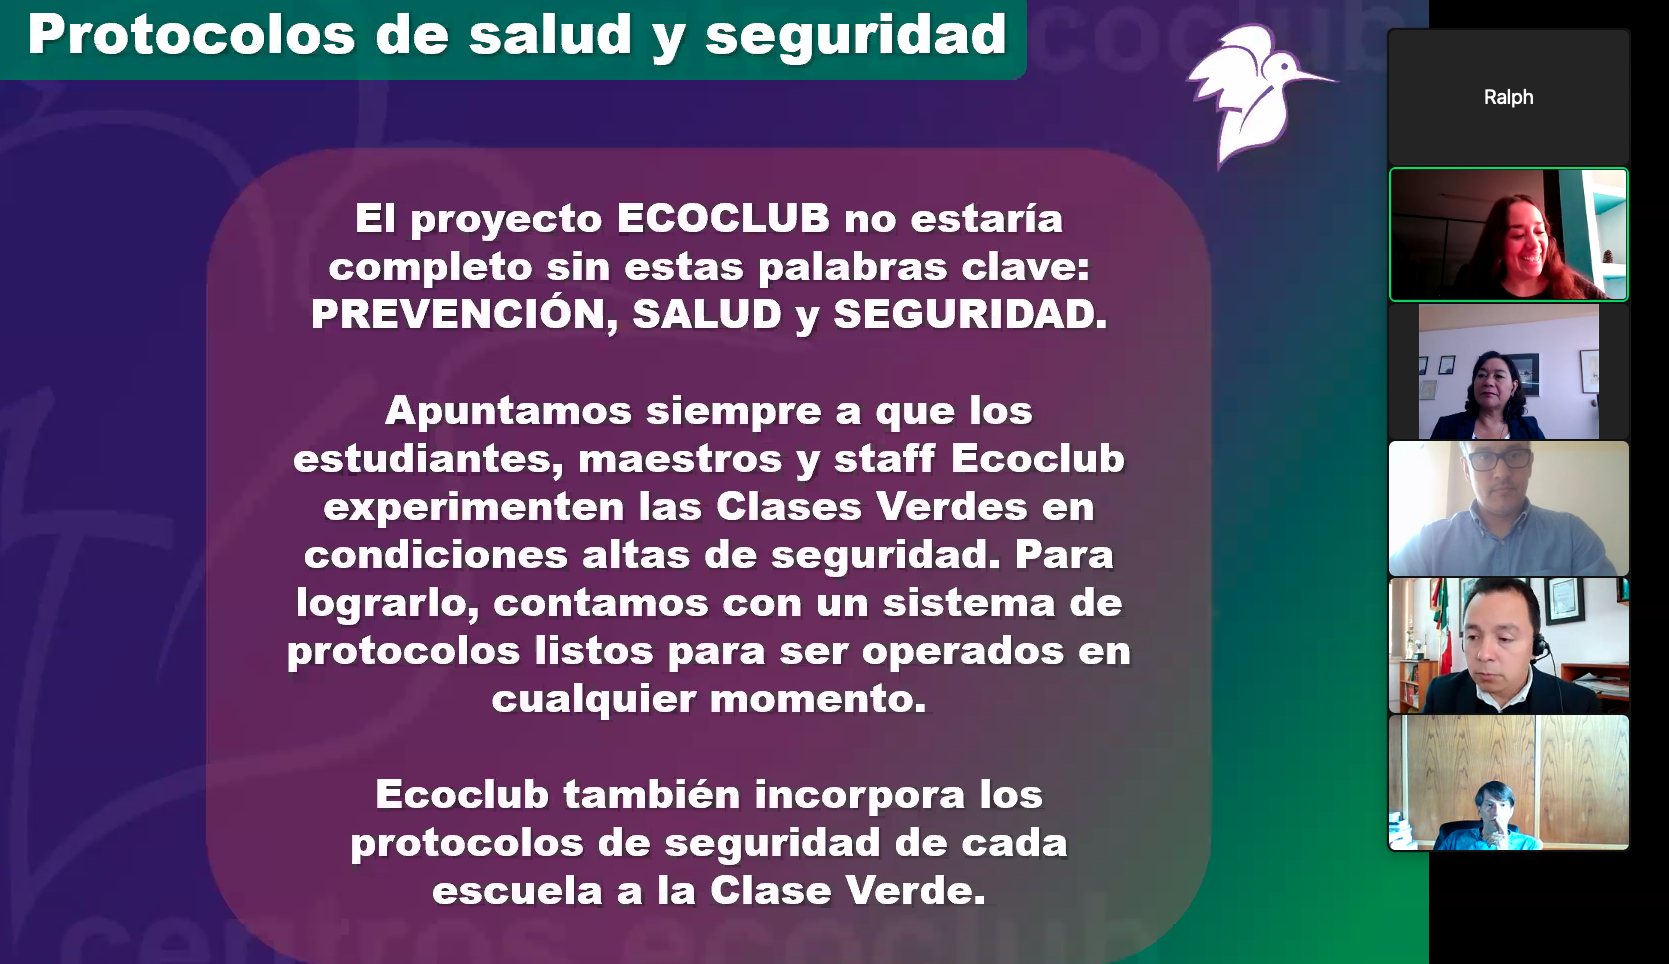 Protocolos de salud y seguridad
ecoclub
Ralph
El proyecto ECOCLUB no estaría
completo sin estas palabras clave:
PREVENCIÓN, SALUD y SEGURIDAD.
Apuntamos siempre a que los
estudiantes, maestros y staff Ecoclub
experimenten las Clases Verdes en
condiciones altas de seguridad. Para
lograrlo, contamos con un sistema de
protocolos listos para ser operados en
cualquier momento.
Ecoclub también incorpora los
protocolos de seguridad de cada
escuela a la Clase Verde.
centros ecoclub